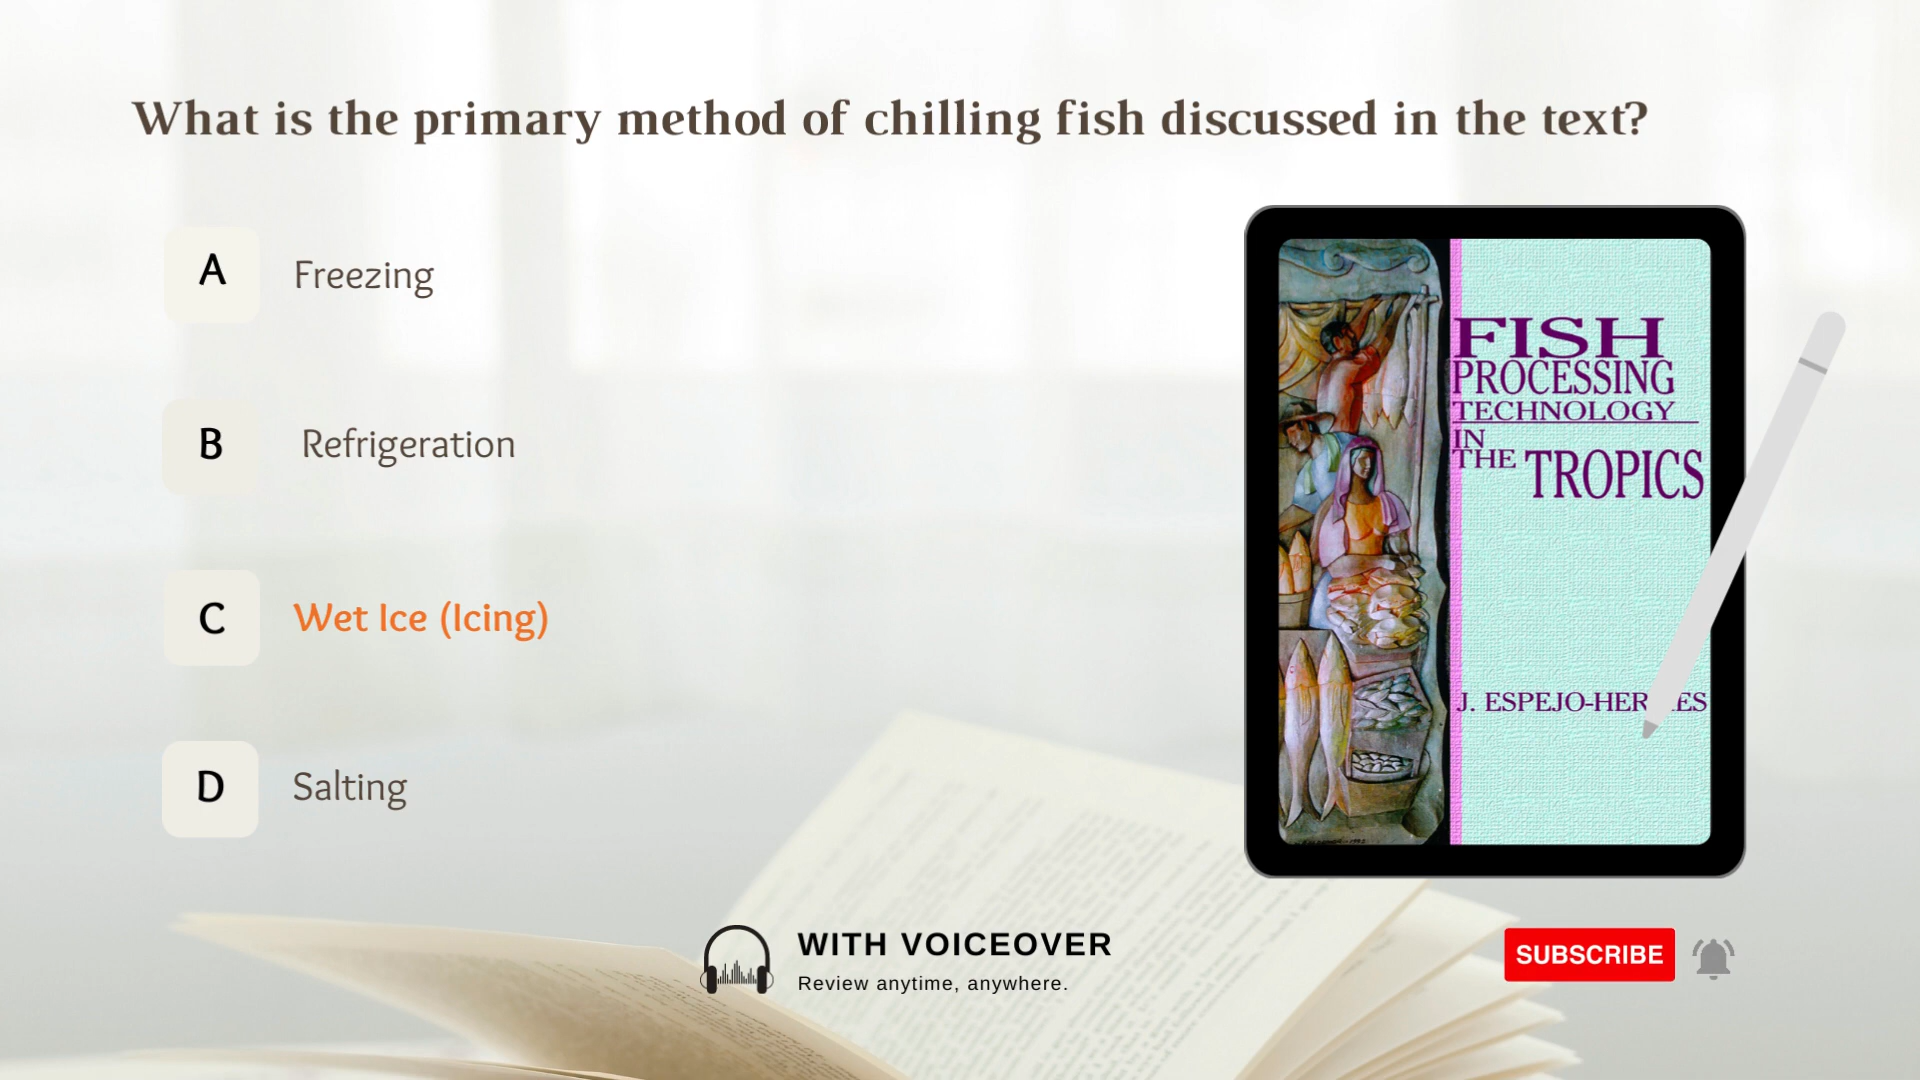 What is the primary method of chilling fish discussed in the text?
A Freezing
B Refrigeration
C Wet Ice (Icing)
D Salting
FISH
PROCESSING
TECHNOLOGY
IN
THE TROPICS
J. ESPEJO-HER
WITH VOICEOVER
Review anytime, anywhere.
SUBSCRIBE